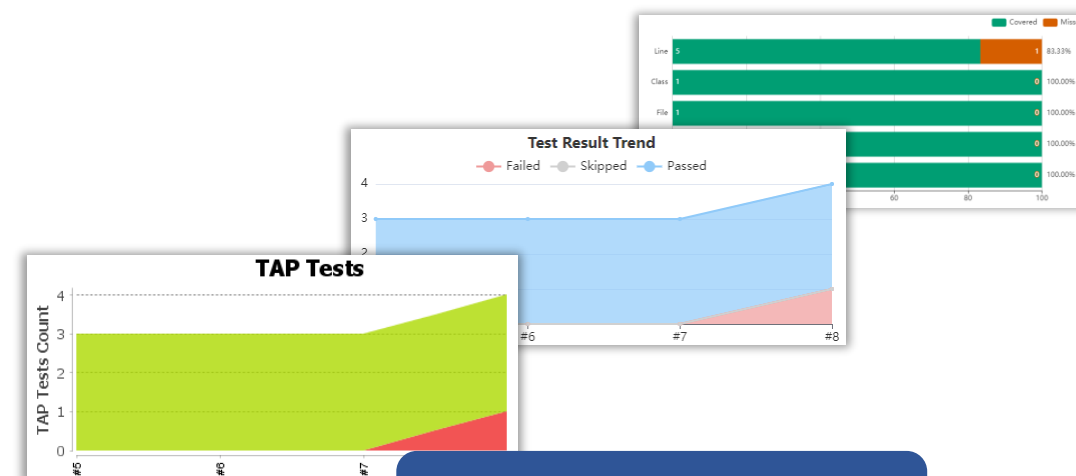 Covered Miss
Line 5 1 83.33%
Class 1 0 100.00%
File 1 0 100.00%
0 100.00%
0 100.00%
60 80 100
Test Result Trend
Failed Skipped Passed
4
3
2
#6 #7 #8
TAP Tests
TAP Tests Count
4
3
2
1
0
#5 #6 #7